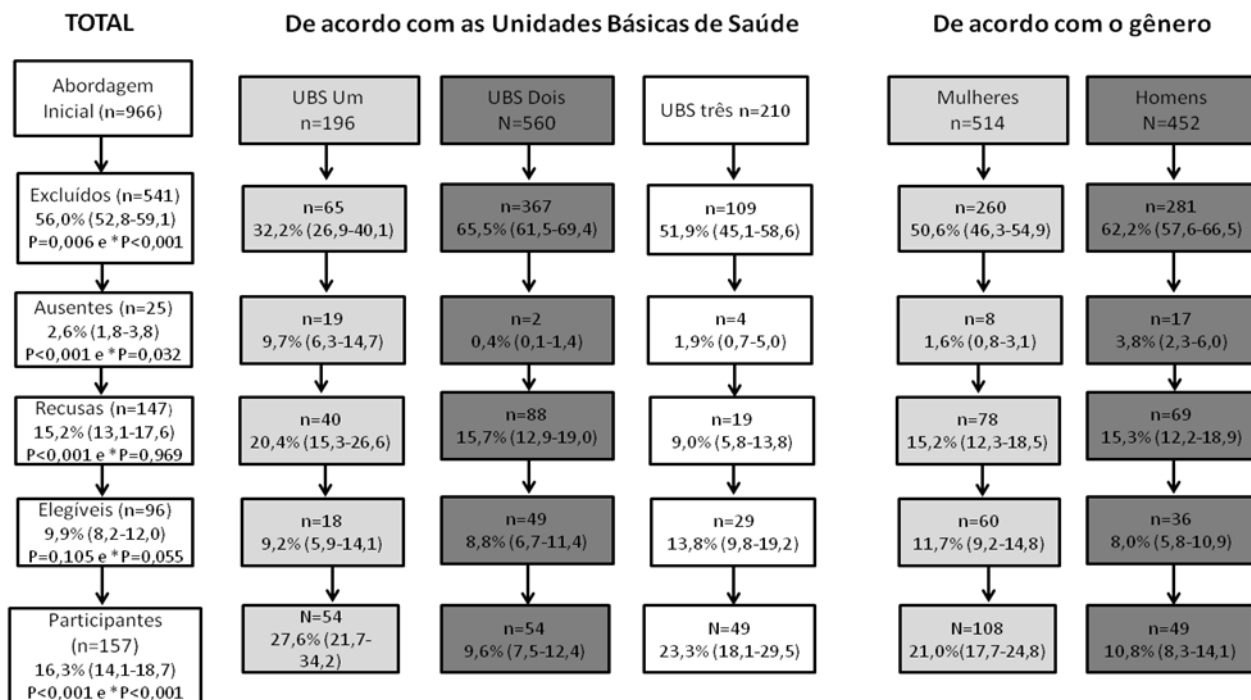 TOTAL
De acordo com as Unidades Básicas de Saúde
De acordo com o gênero
Abordagem
Inicial (n=966)
UBS Um
n=196
UBS Dois
N=560
UBS três n=210
Mulheres
n=514
Homens
N=452
Excluídos (n=541)
56,0% (52,8-59,1)
P=0,006 e *P<0,001
n=65
32,2% (26,9-40,1)
n=367
65,5% (61,5-69,4)
n=109
51,9% (45,1-58,6)
n=260
50,6% (46,3-54,9)
n=281
62,2% (57,6-66,5)
Ausentes (n=25)
2,6% (1,8-3,8)
P<0,001 e *P=0,032
n=19
9,7% (6,3-14,7)
n=2
0,4% (0,1-1,4)
n=4
1,9% (0,7-5,0)
n=8
1,6% (0,8-3,1)
n=17
3,8% (2,3-6,0)
Recusas (n=147)
15,2% (13,1-17,6)
P<0,001 e *P=0,969
n=40
20,4% (15,3-26,6)
n=88
15,7% (12,9-19,0)
n=19
9,0% (5,8-13,8)
n=78
15,2% (12,3-18,5)
n=69
15,3% (12,2-18,9)
Elegíveis (n=96)
9,9% (8,2-12,0)
P=0,105 e *P=0,055
n=18
9,2% (5,9-14,1)
n=49
8,8% (6,7-11,4)
n=29
13,8% (9,8-19,2)
n=60
11,7% (9,2-14,8)
n=36
8,0% (5,8-10,9)
Participantes
(n=157)
16,3% (14,1-18,7)
P<0,001 e *P<0,001
N=54
27,6% (21,7-
34,2)
n=54
9,6% (7,5-12,4)
N=49
23,3% (18,1-29,5)
N=108
21,0%(17,7-24,8)
n=49
10,8% (8,3-14,1)